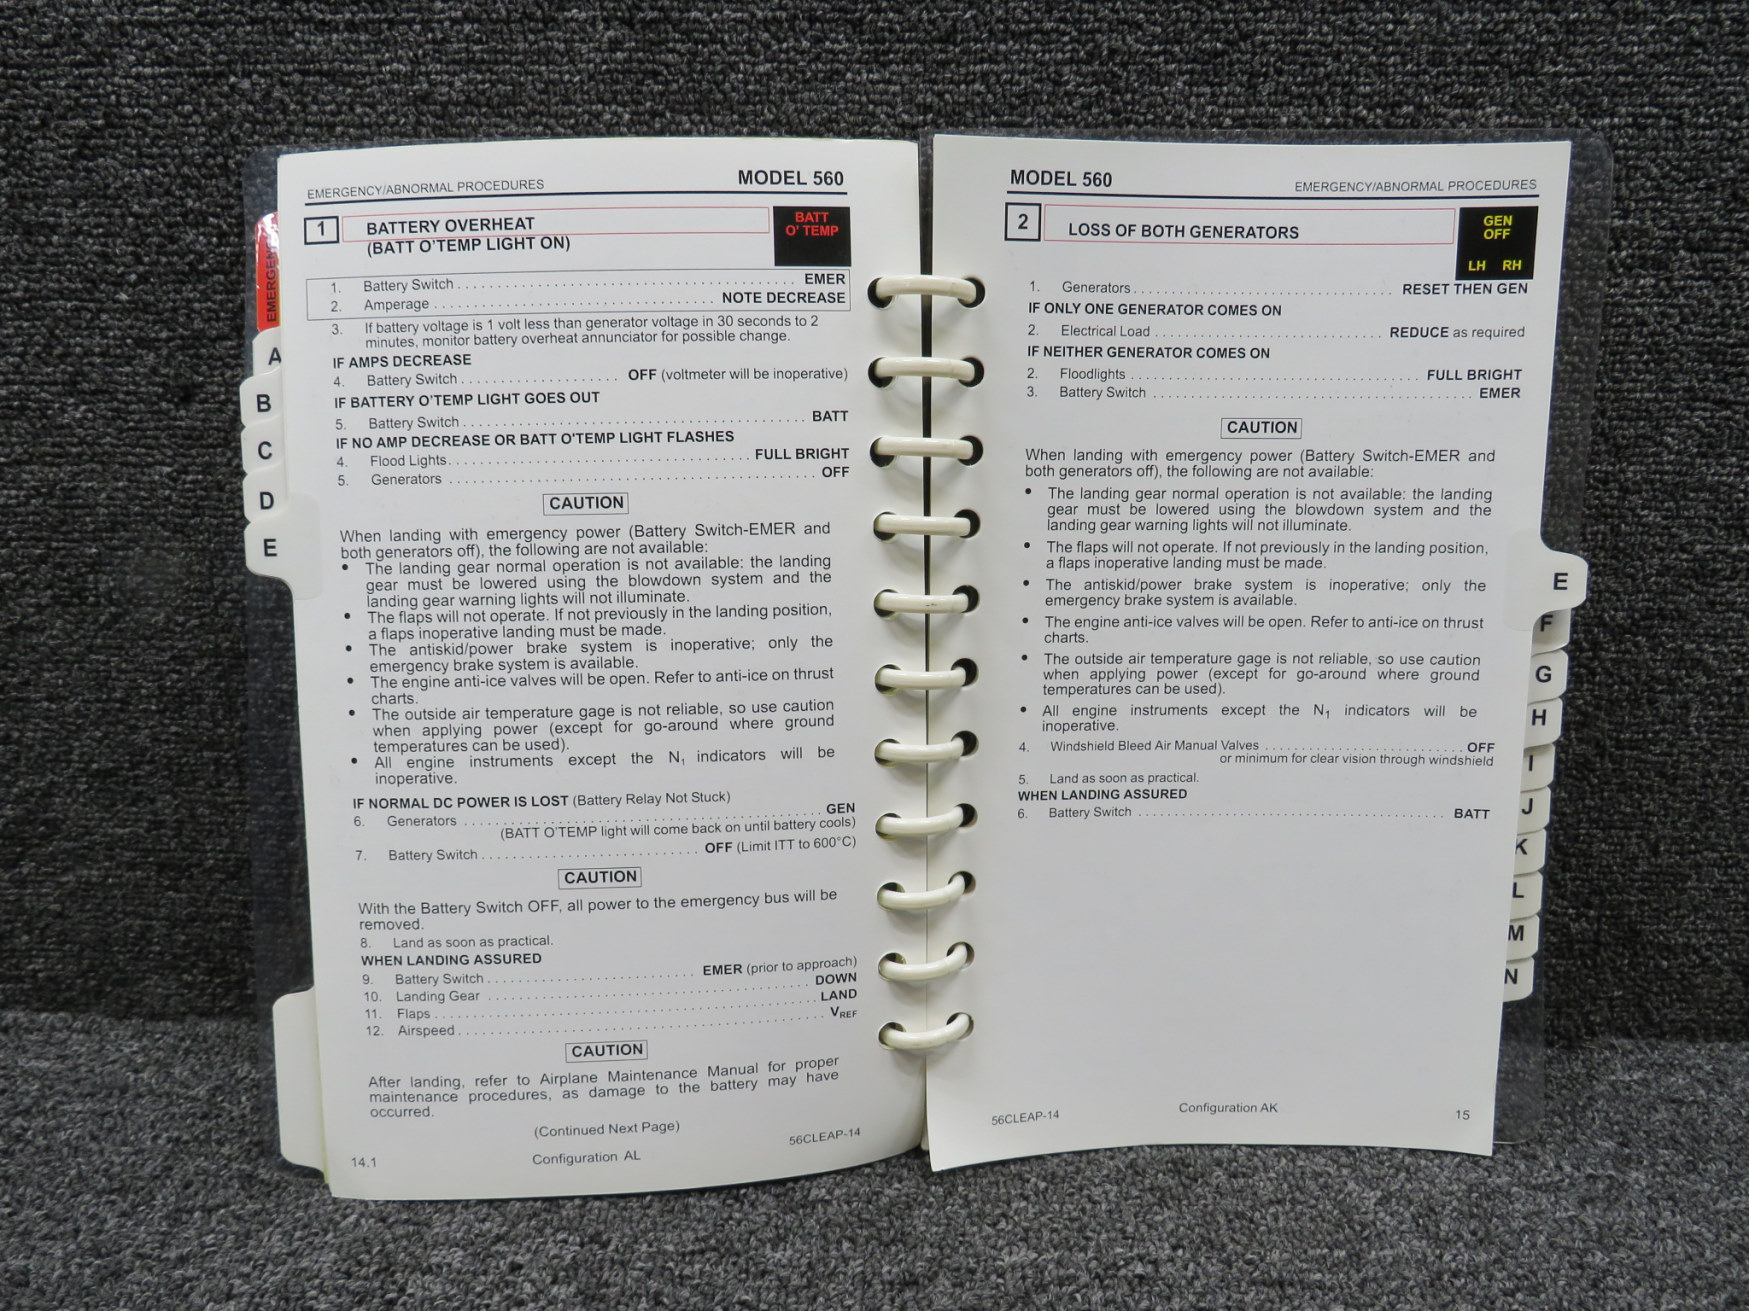 EMERGENCY/ABNORMAL PROCEDURES
MODEL 560
1
BATTERY OVERHEAT
(BATT O'TEMP LIGHT ON)
BATT
O' TEMP
1. Battery Switch . . . . . EMER
2. Amperage . . . . . NOTE DECREASE
3. If battery voltage is 1 volt less than generator voltage in 30 seconds to 2
minutes, monitor battery overheat annunciator for possible change.
IF AMPS DECREASE
4. Battery Switch . . . . . OFF (voltmeter will be inoperative)
IF BATTERY O'TEMP LIGHT GOES OUT
5. Battery Switch . . . . . BATT
IF NO AMP DECREASE OR BATT O'TEMP LIGHT FLASHES
4. Flood Lights . . . . . FULL BRIGHT
5. Generators . . . . . OFF
CAUTION
When landing with emergency power (Battery Switch-EMER and
both generators off), the following are not available:
• The landing gear normal operation is not available: the landing
gear must be lowered using the blowdown system and the
landing gear warning lights will not illuminate.
• The flaps will not operate. If not previously in the landing position,
a flaps inoperative landing must be made.
• The antiskid/power brake system is inoperative; only the
emergency brake system is available.
• The engine anti-ice valves will be open. Refer to anti-ice on thrust
charts.
• The outside air temperature gage is not reliable, so use caution
when applying power (except for go-around where ground
temperatures can be used).
• All engine instruments except the N1 indicators will be
inoperative.
IF NORMAL DC POWER IS LOST (Battery Relay Not Stuck)
6. Generators . . . . . GEN
(BATT O'TEMP light will come back on until battery cools)
7. Battery Switch . . . . . OFF (Limit ITT to 600°C)
CAUTION
With the Battery Switch OFF, all power to the emergency bus will be
removed.
8. Land as soon as practical.
WHEN LANDING ASSURED
9. Battery Switch . . . . . EMER (prior to approach)
10. Landing Gear . . . . . DOWN
11. Flaps . . . . . LAND
12. Airspeed . . . . . VREF
CAUTION
After landing, refer to Airplane Maintenance Manual for proper
maintenance procedures, as damage to the battery may have
occurred.
(Continued Next Page)
56CLEAP-14
14.1
Configuration AL
A
B
C
D
E
MODEL 560
EMERGENCY/ABNORMAL PROCEDURES
2
LOSS OF BOTH GENERATORS
GEN
OFF
LH RH
1. Generators . . . . . RESET THEN GEN
IF ONLY ONE GENERATOR COMES ON
2. Electrical Load . . . . . REDUCE as required
IF NEITHER GENERATOR COMES ON
2. Floodlights . . . . . FULL BRIGHT
3. Battery Switch . . . . . EMER
CAUTION
When landing with emergency power (Battery Switch-EMER and
both generators off), the following are not available:
• The landing gear normal operation is not available: the landing
gear must be lowered using the blowdown system and the
landing gear warning lights will not illuminate.
• The flaps will not operate. If not previously in the landing position,
a flaps inoperative landing must be made.
• The antiskid/power brake system is inoperative; only the
emergency brake system is available.
• The engine anti-ice valves will be open. Refer to anti-ice on thrust
charts.
• The outside air temperature gage is not reliable, so use caution
when applying power (except for go-around where ground
temperatures can be used).
• All engine instruments except the N1 indicators will be
inoperative.
4. Windshield Bleed Air Manual Valves . . . . . OFF
or minimum for clear vision through windshield
5. Land as soon as practical.
WHEN LANDING ASSURED
6. Battery Switch . . . . . BATT
56CLEAP-14
Configuration AK
15
E
F
G
H
I
J
K
L
M
N